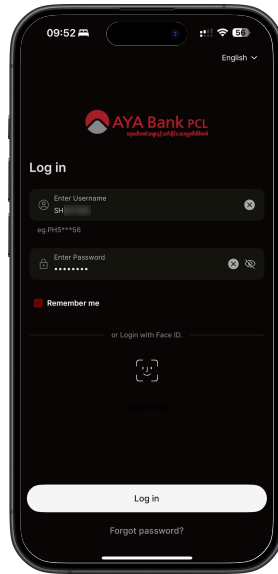 09:52
56
English
AYA Bank PCL
Log in
Enter Username
SH
eg.PH5***56
Enter Password
••••••••
Remember me
or Login with Face ID.
Log in
Forgot password?